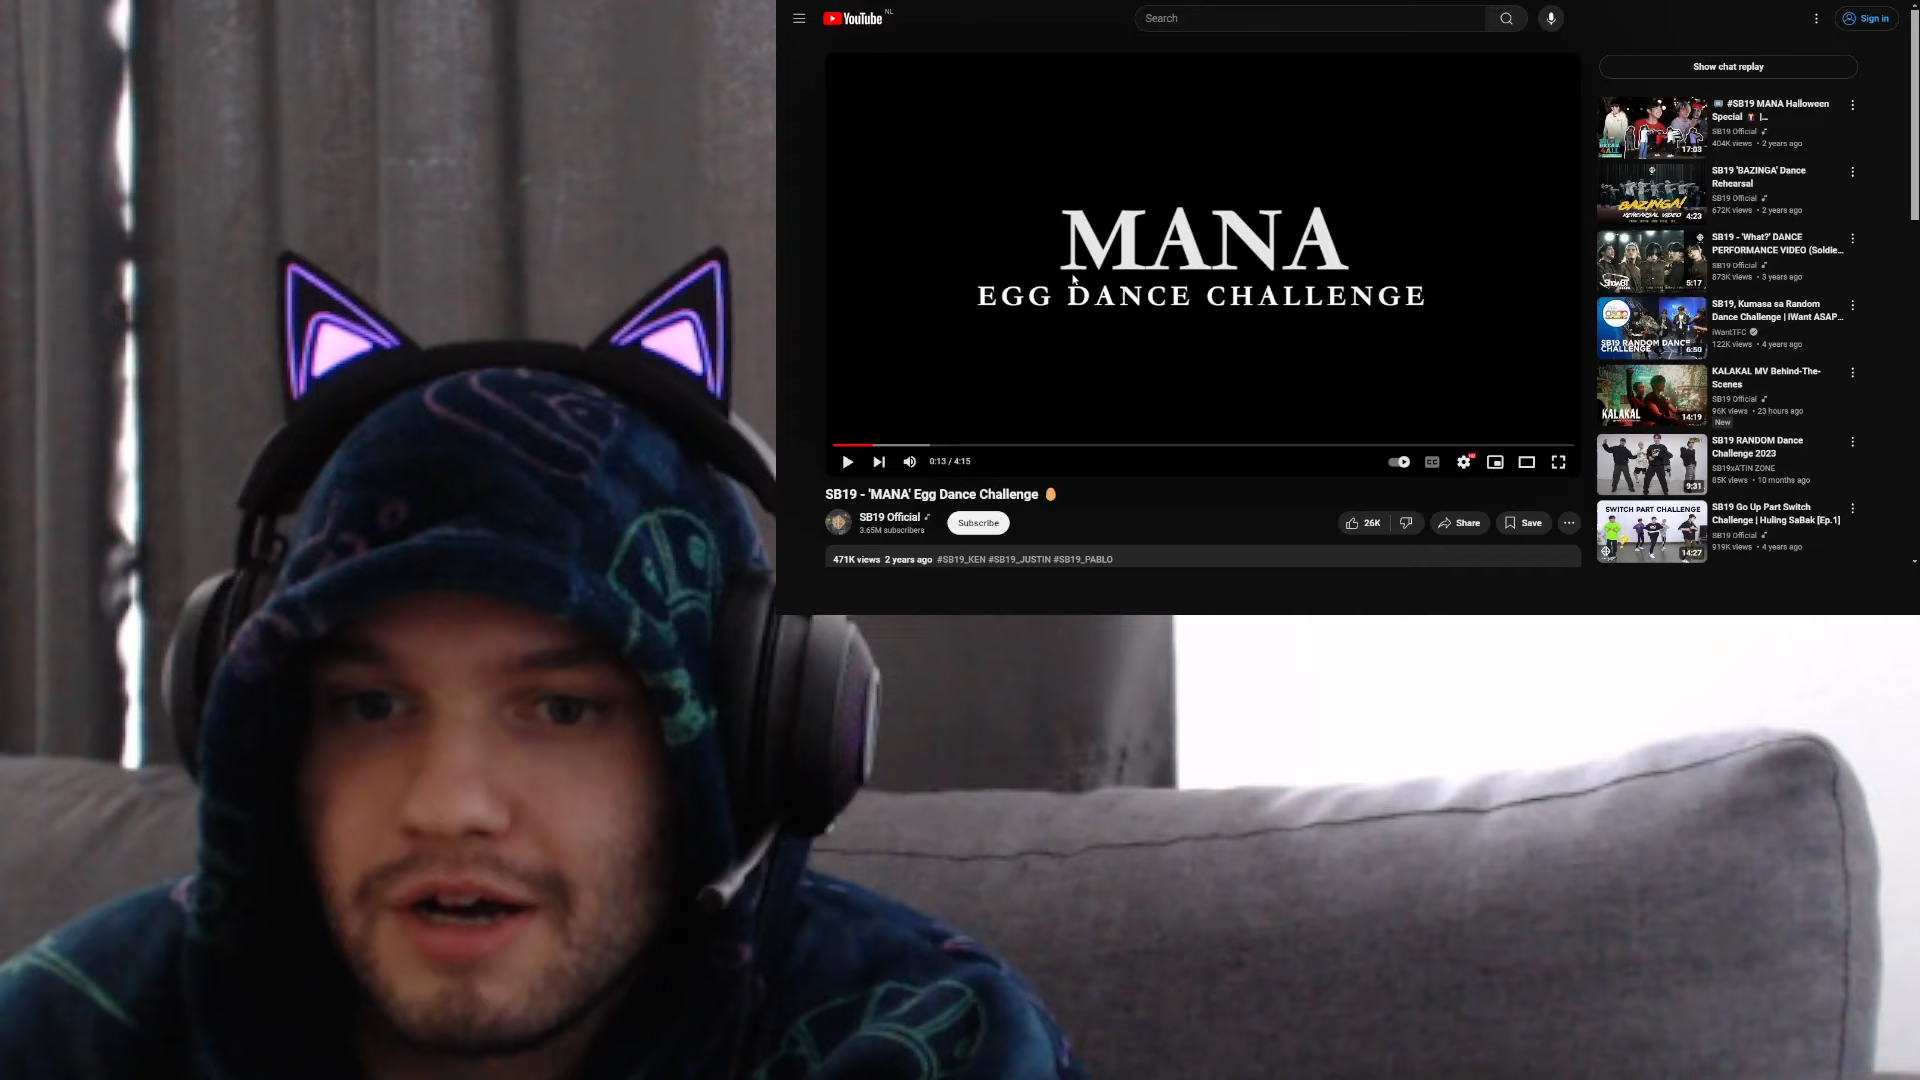 YouTube NL
Search
Sign in
MANA
EGG DANCE CHALLENGE
0:13 / 4:15
SB19 - 'MANA' Egg Dance Challenge
SB19 Official
3.65M subscribers
Subscribe
26K
Share
Save
471K views 2 years ago #SB19_KEN #SB19_JUSTIN #SB19_PABLO
Show chat replay
#SB19 MANA Halloween
Special |...
SB19 Official
404K views • 2 years ago
17:03
SB19 'BAZINGA' Dance
Rehearsal
SB19 Official
672K views • 2 years ago
BAZINGA!
REHEARSAL VIDEO
4:23
SB19 - 'What?' DANCE
PERFORMANCE VIDEO (Soldie...
SB19 Official
873K views • 3 years ago
5:17
SB19, Kumasa sa Random
Dance Challenge | iWant ASAP...
iWantTFC
122K views • 4 years ago
SB19 RANDOM DANCE
CHALLENGE
6:50
KALAKAL MV Behind-The-
Scenes
SB19 Official
96K views • 23 hours ago
New
KALAKAL
14:19
SB19 RANDOM Dance
Challenge 2023
SB19xA'TIN ZONE
85K views • 10 months ago
9:31
SB19 Go Up Part Switch
Challenge | Huling SaBak [Ep.1]
SB19 Official
919K views • 4 years ago
SWITCH PART CHALLENGE
14:27